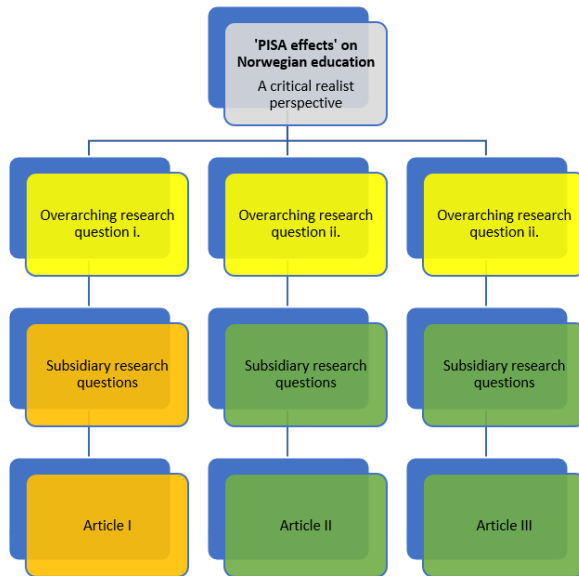 'PISA effects' on
Norwegian education
A critical realist
perspective
Overarching research
question i.
Overarching research
question ii.
Overarching research
question ii.
Subsidiary research
questions
Subsidiary research
questions
Subsidiary research
questions
Article I
Article II
Article III